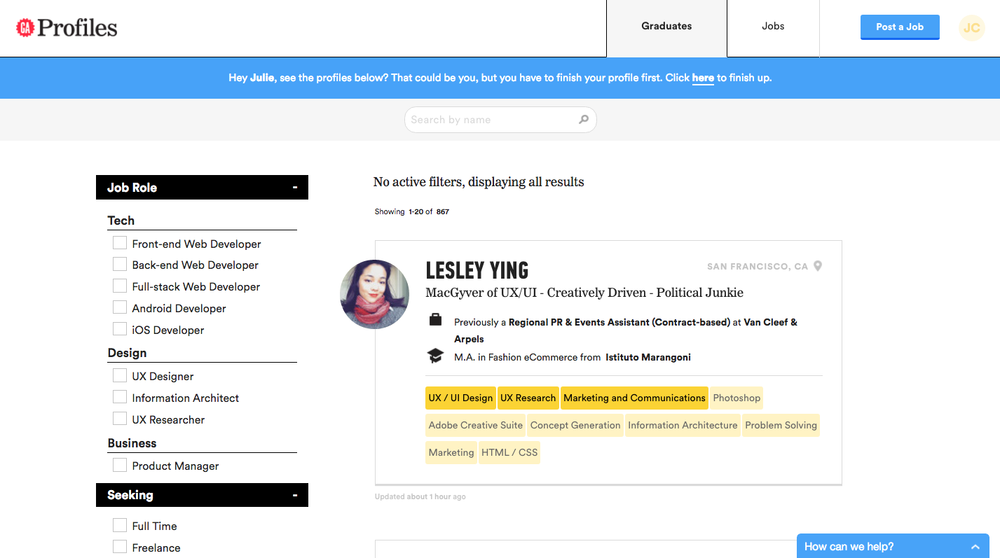 GA Profiles
Graduates
Jobs
Post a Job
JC
Hey Julie, see the profiles below? That could be you, but you have to finish your profile first. Click here to finish up.
Search by name
Job Role -
Tech
Front-end Web Developer
Back-end Web Developer
Full-stack Web Developer
Android Developer
iOS Developer
Design
UX Designer
Information Architect
UX Researcher
Business
Product Manager
Seeking -
Full Time
Freelance
No active filters, displaying all results
Showing 1-20 of 867
LESLEY YING
SAN FRANCISCO, CA
MacGyver of UX/UI - Creatively Driven - Political Junkie
Previously a Regional PR & Events Assistant (Contract-based) at Van Cleef &
Arpels
M.A. in Fashion eCommerce from Istituto Marangoni
UX / UI Design UX Research Marketing and Communications Photoshop
Adobe Creative Suite Concept Generation Information Architecture Problem Solving
Marketing HTML / CSS
Updated about 1 hour ago
How can we help?